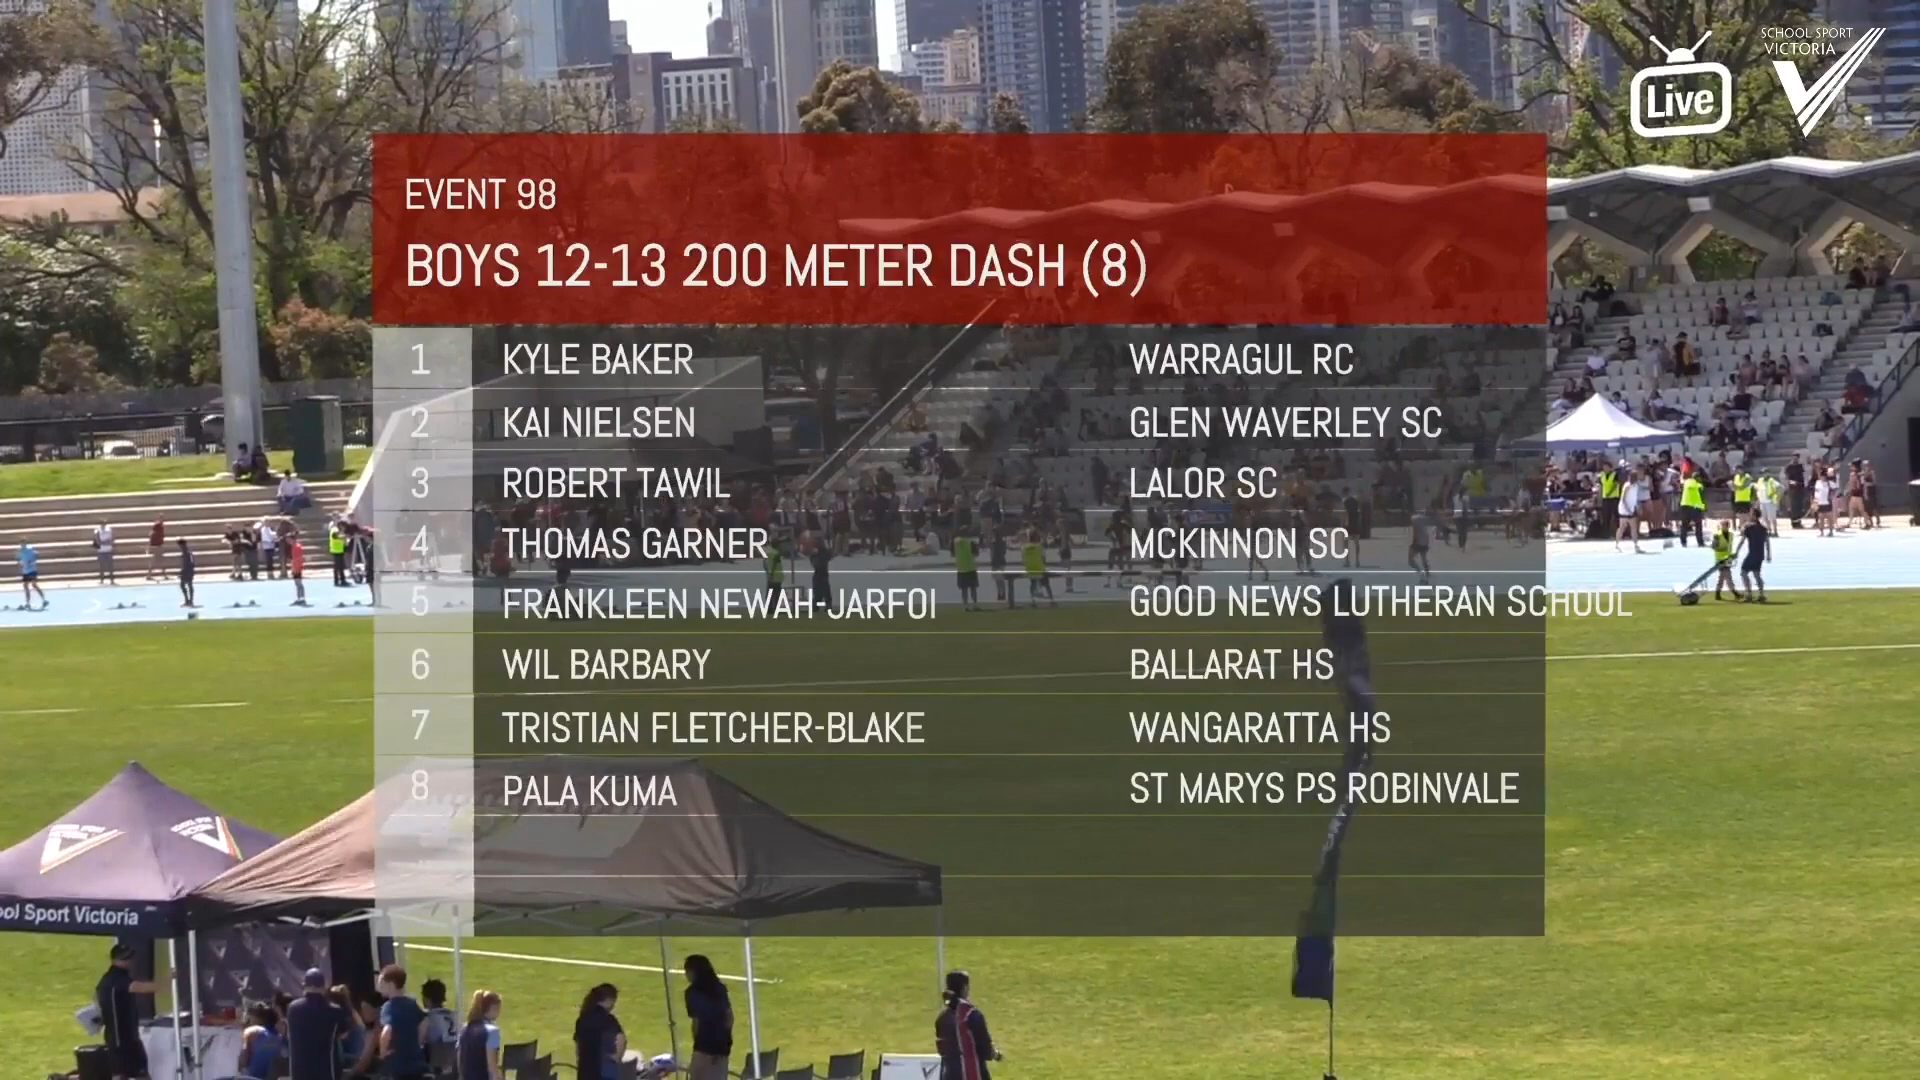 SCHOOL SPORT
VICTORIA
Live
EVENT 98
BOYS 12-13 200 METER DASH (8)
1 KYLE BAKER WARRAGUL RC
2 KAI NIELSEN GLEN WAVERLEY SC
3 ROBERT TAWIL LALOR SC
4 THOMAS GARNER MCKINNON SC
5 FRANKLEEN NEWAH-JARFOI GOOD NEWS LUTHERAN SCHOOL
6 WIL BARBARY BALLARAT HS
7 TRISTIAN FLETCHER-BLAKE WANGARATTA HS
8 PALA KUMA ST MARYS PS ROBINVALE
ool Sport Victoria